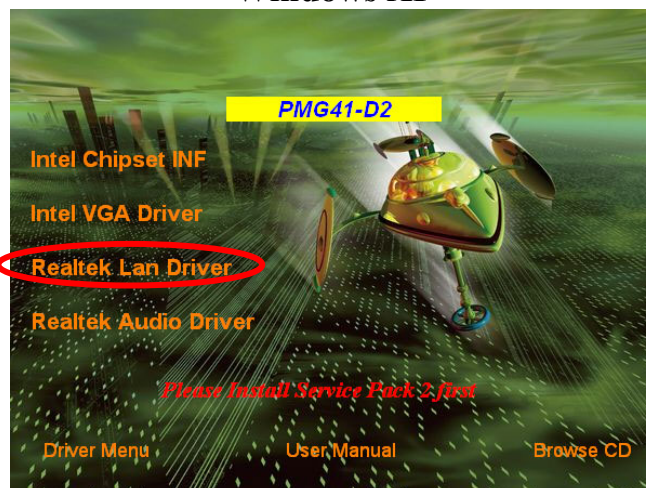 PMG41-D2
Intel Chipset INF
Intel VGA Driver
Realtek Lan Driver
Realtek Audio Driver
Please Install Service Pack 2 first
Driver Menu User Manual Browse CD